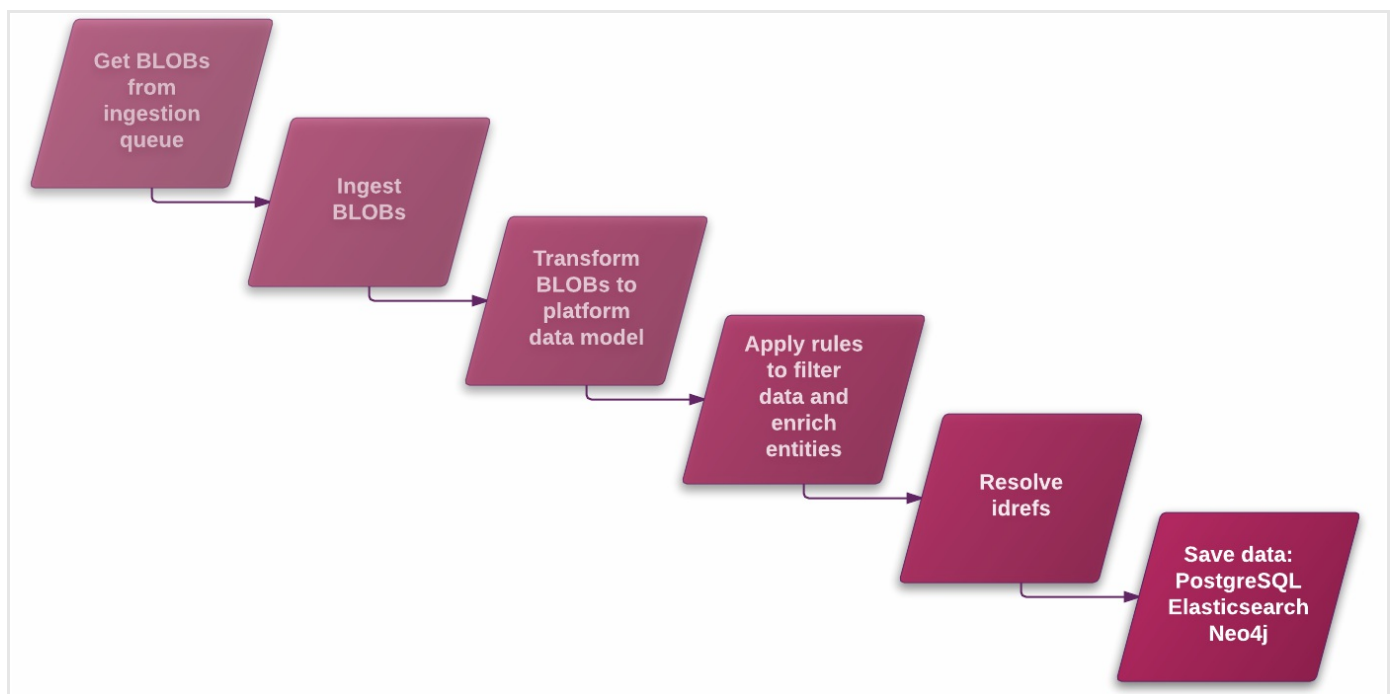 Get BLOBs
from
ingestion
queue
Ingest
BLOBs
Transform
BLOBs to
platform
data model
Apply rules
to filter
data and
enrich
entities
Resolve
idrefs
Save data:
PostgreSQL
Elasticsearch
Neo4j